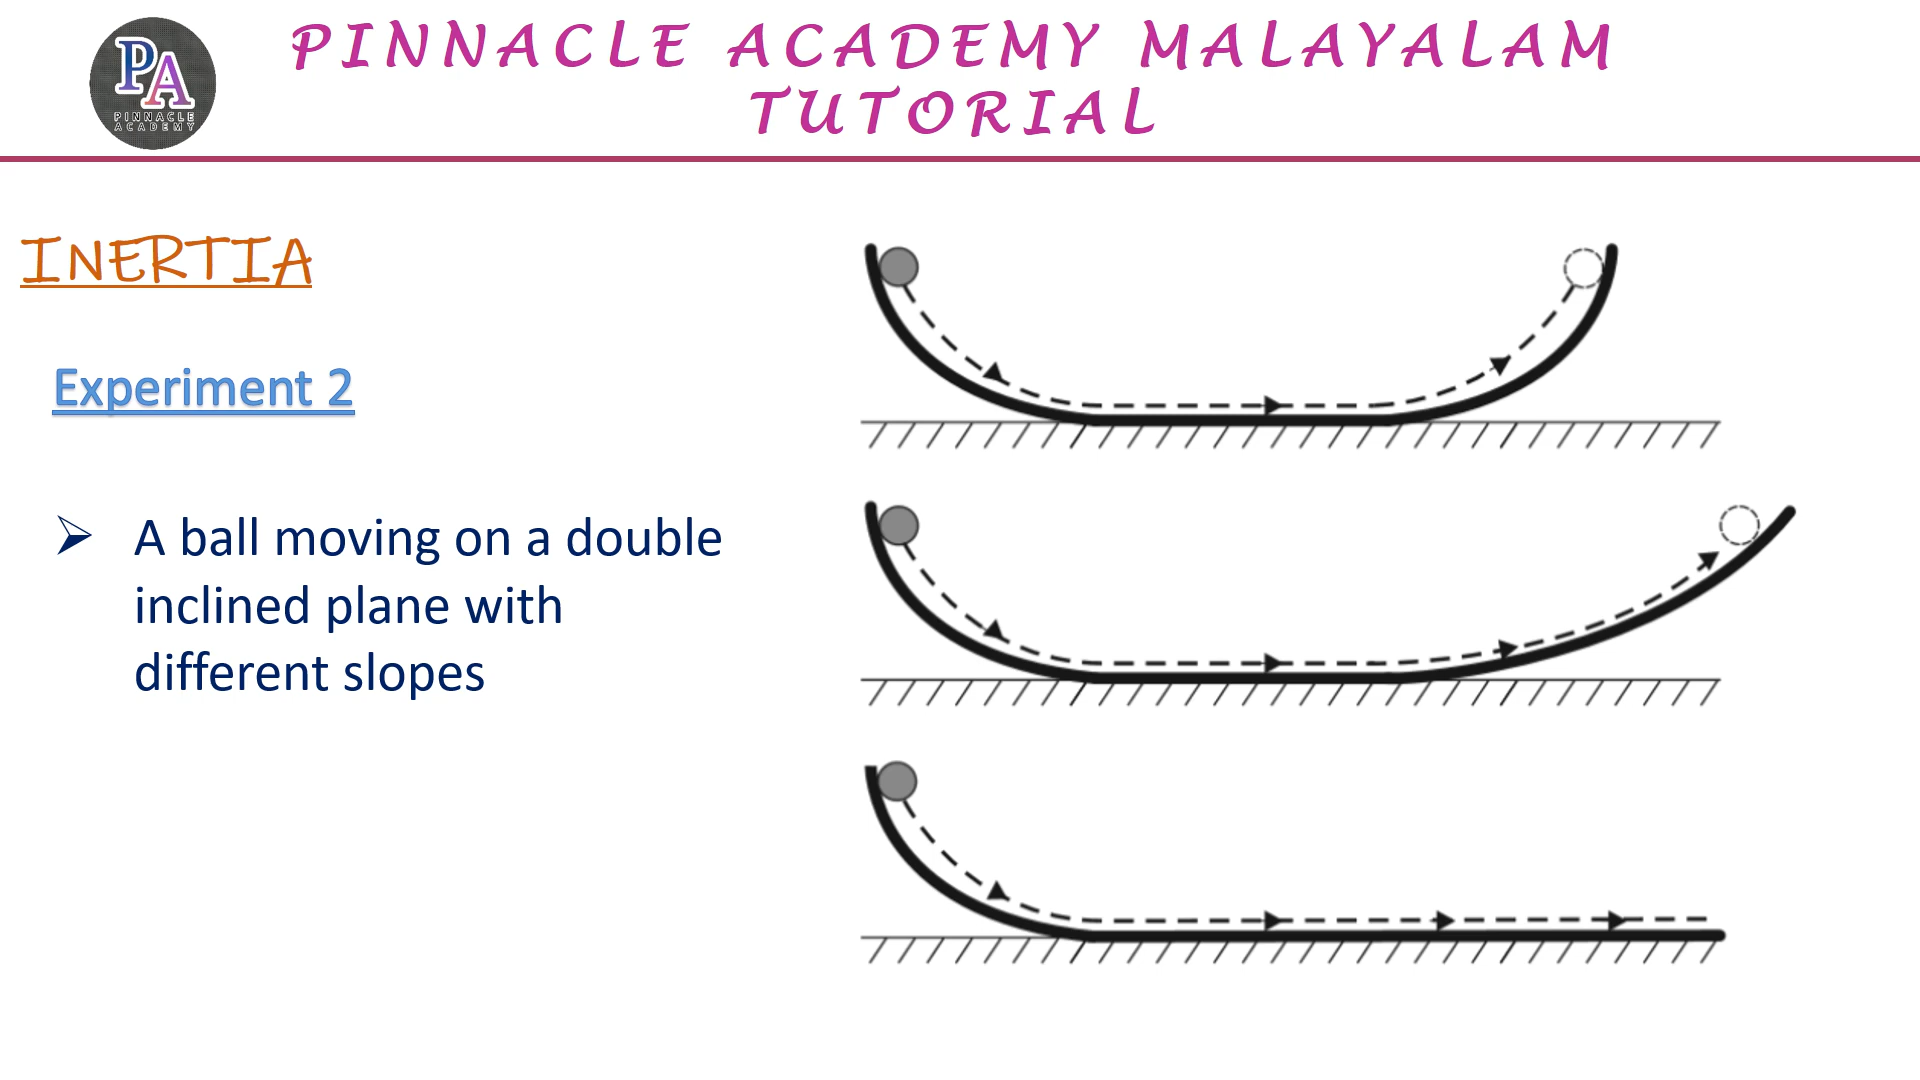 PA
PINNACLE
ACADEMY
PINNACLE ACADEMY MALAYALAM
TUTORIAL
INERTIA
Experiment 2
➢ A ball moving on a double
inclined plane with
different slopes